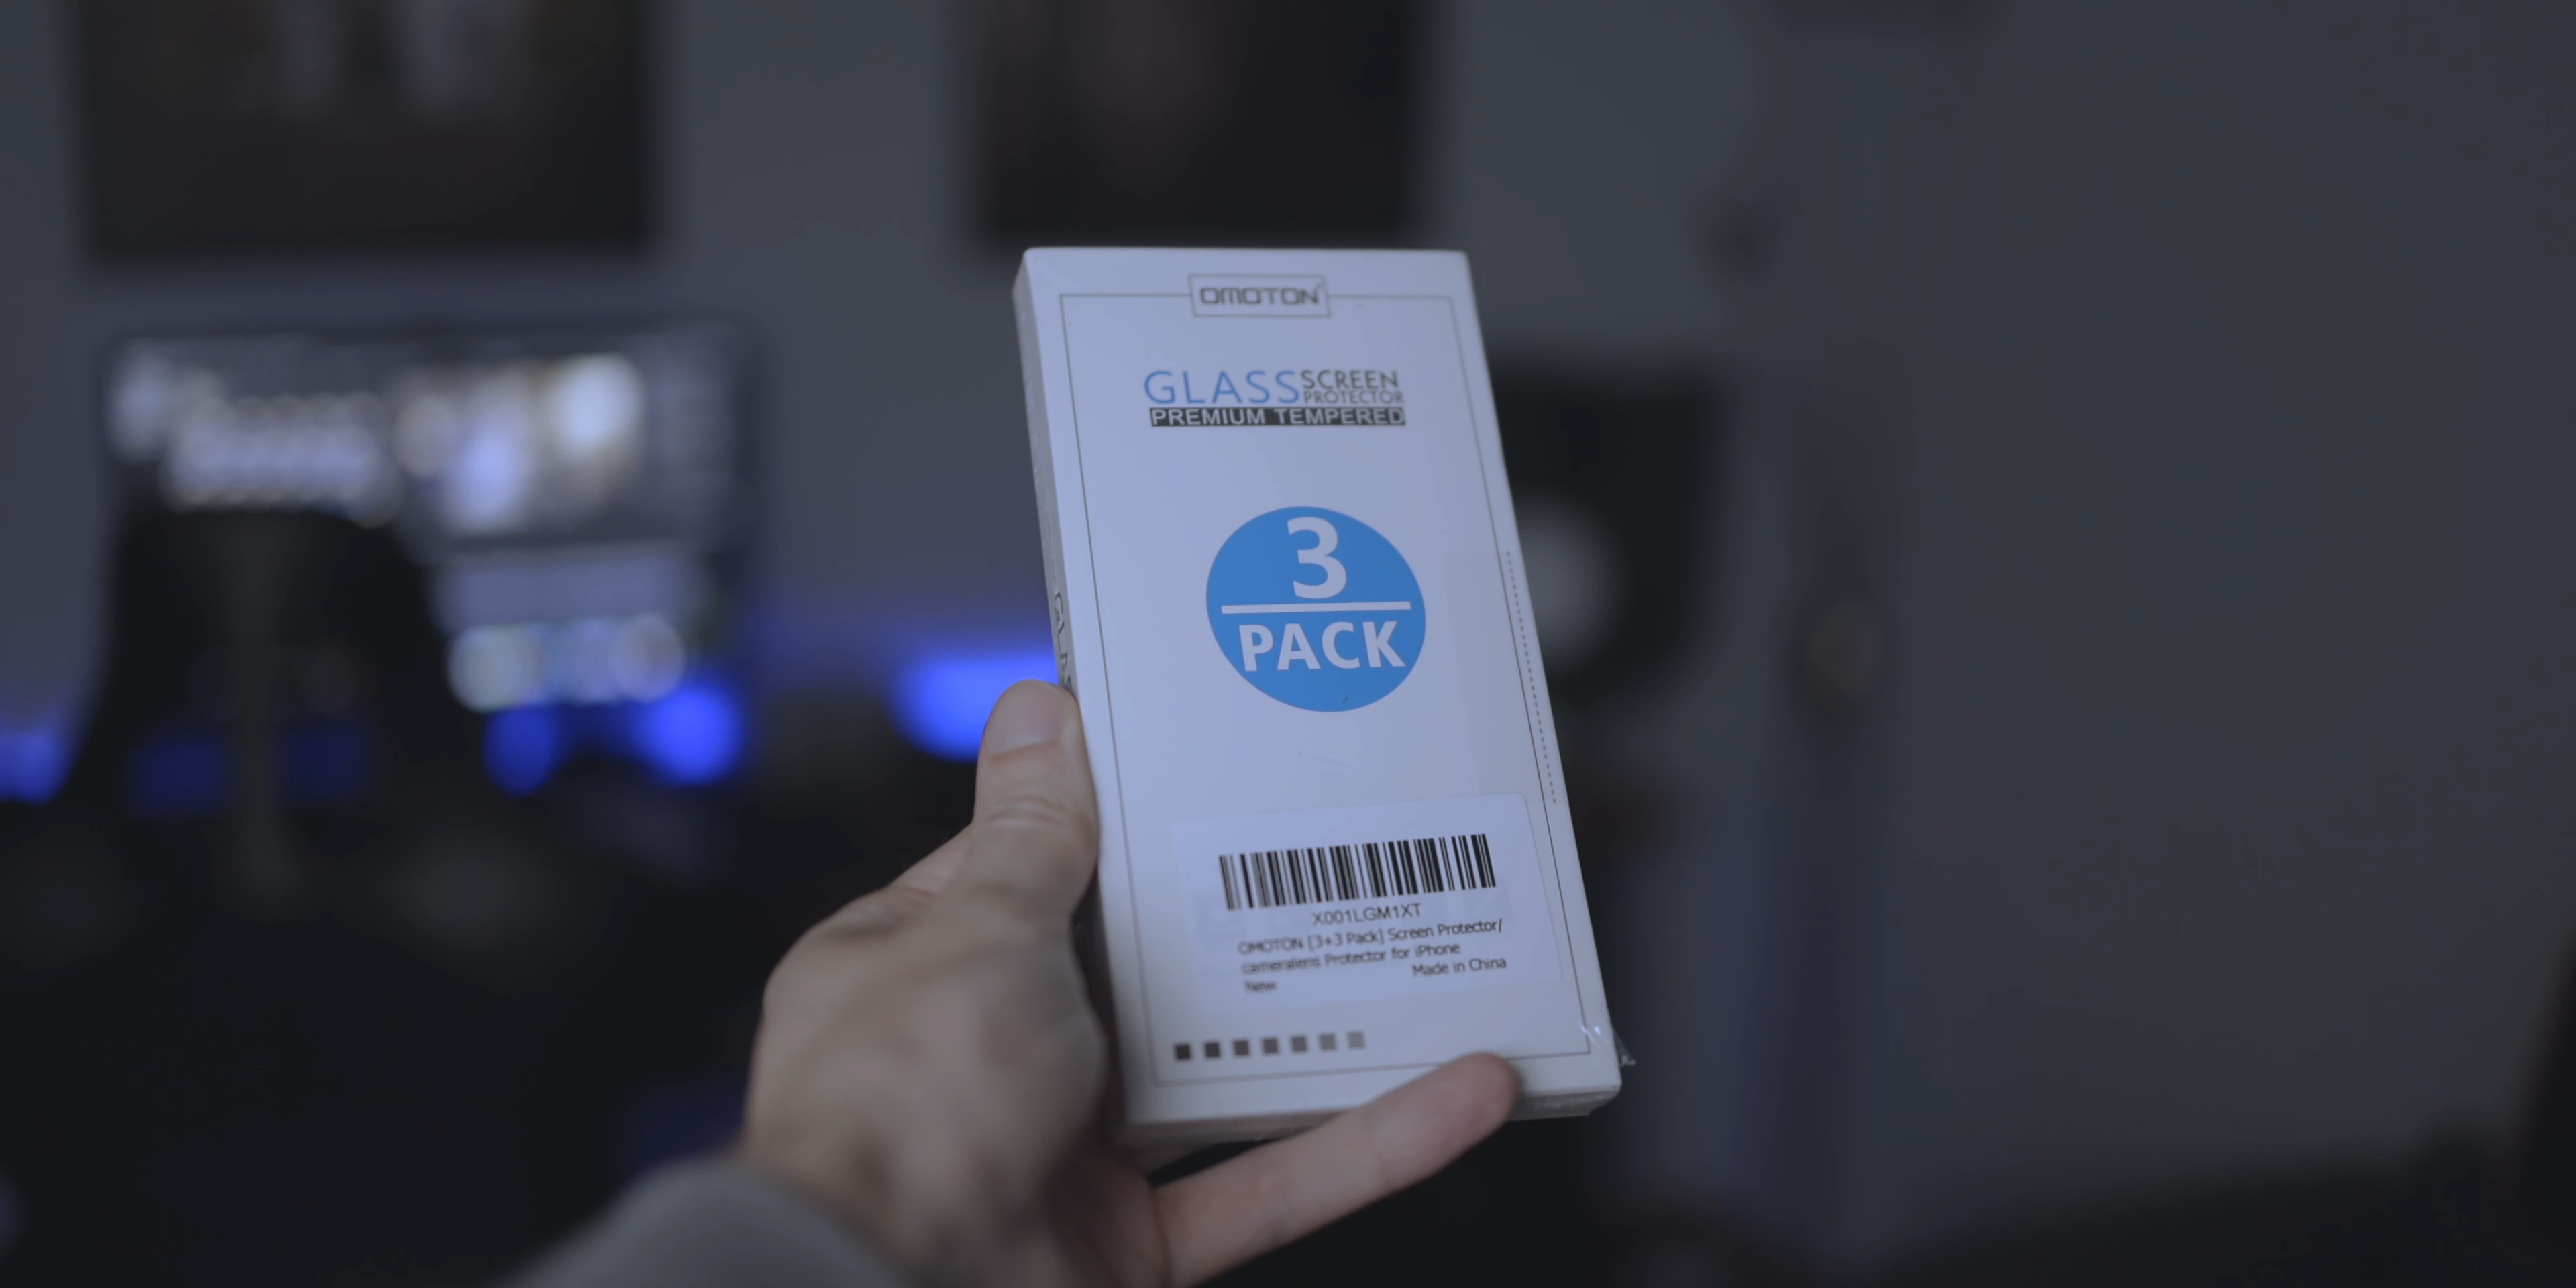 OMOTON
GLASS SCREEN PROTECTOR
PREMIUM TEMPERED
3
PACK
X001LGM1XT
OMOTON [3+3 Pack] Screen Protector/
cameralens Protector for iPhone
Made in China
New
GLAS